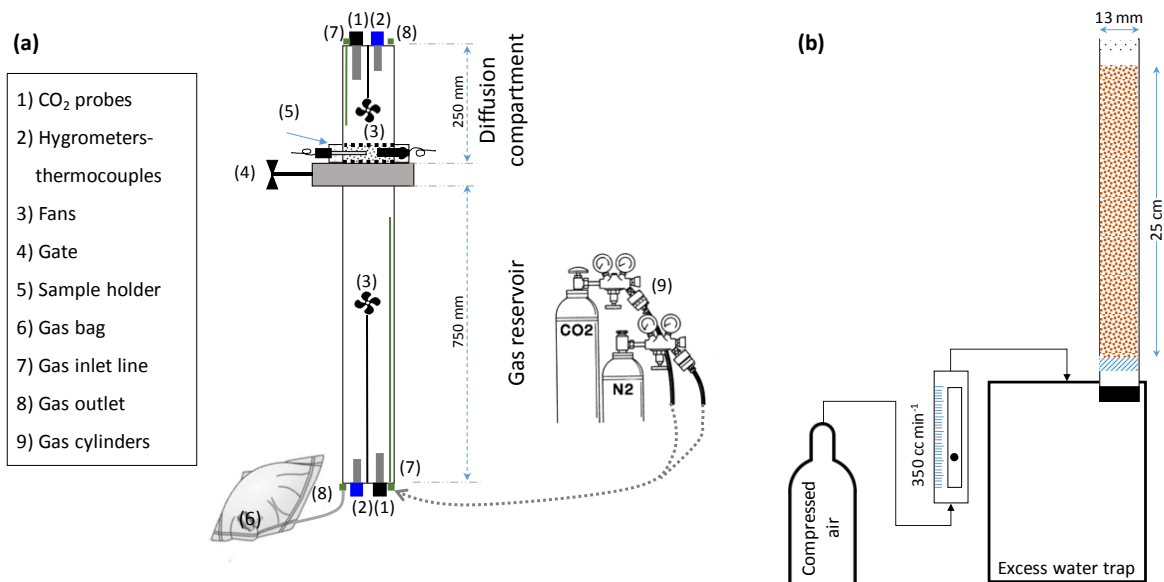 (a)
1) CO₂ probes
2) Hygrometers-
thermocouples
3) Fans
4) Gate
5) Sample holder
6) Gas bag
7) Gas inlet line
8) Gas outlet
9) Gas cylinders
(1)
(2)
(7)
(8)
(5)
(3)
(4)
250 mm
Diffusion
compartment
(3)
750 mm
Gas reservoir
(9)
CO2
N2
(7)
(8)
(2)
(1)
(6)
(b)
13 mm
25 cm
350 cc min⁻¹
Compressed
air
Excess water trap